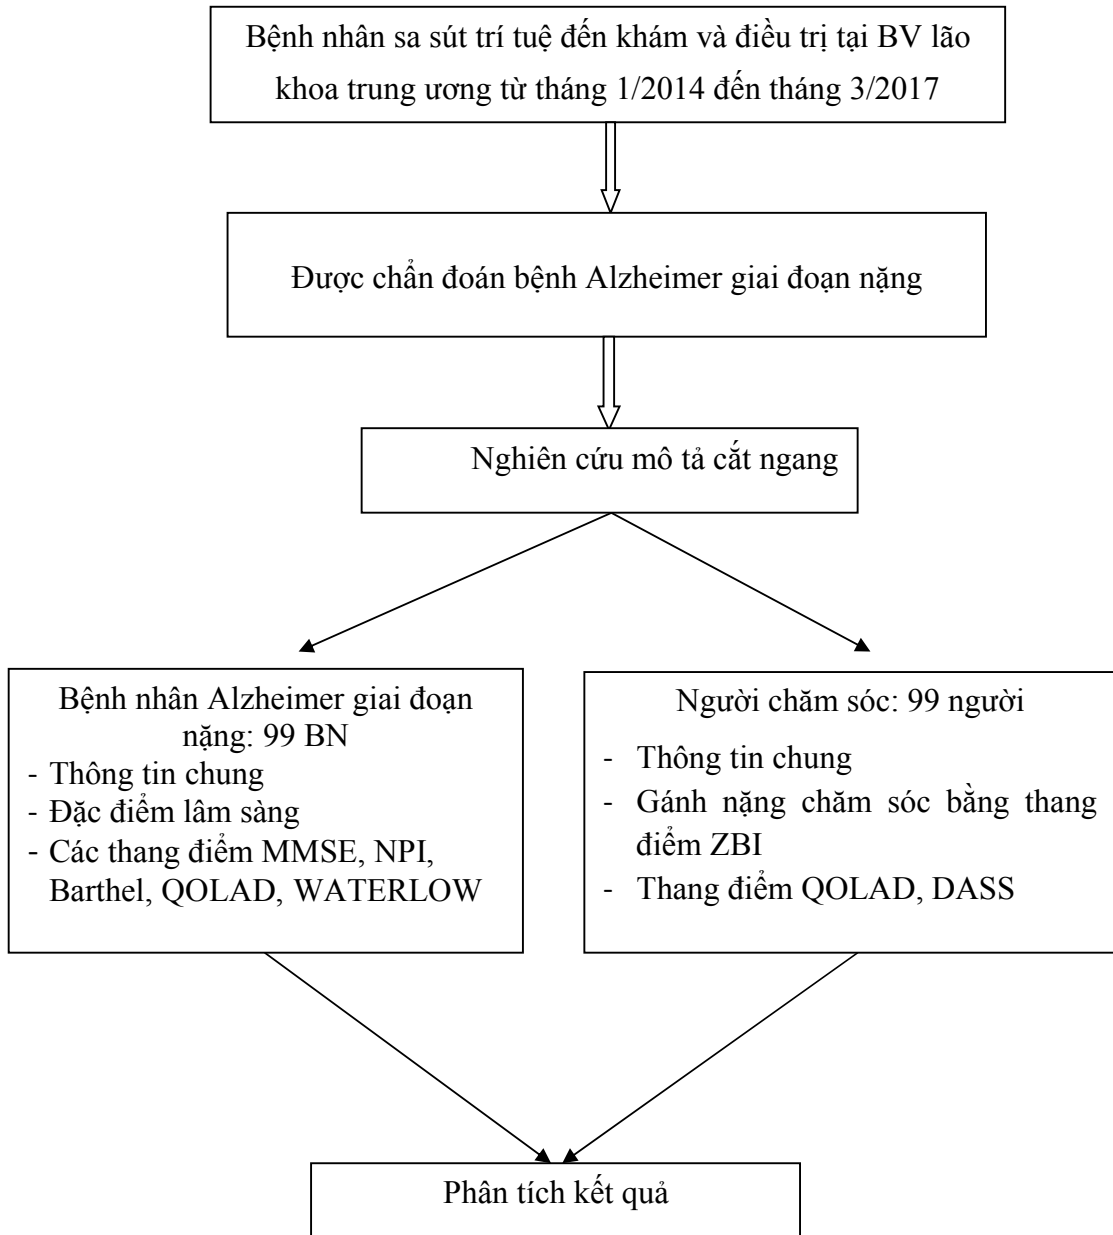 Bệnh nhân sa sút trí tuệ đến khám và điều trị tại BV lão
khoa trung ương từ tháng 1/2014 đến tháng 3/2017
Được chẩn đoán bệnh Alzheimer giai đoạn nặng
Nghiên cứu mô tả cắt ngang
Bệnh nhân Alzheimer giai đoạn
nặng: 99 BN
- Thông tin chung
- Đặc điểm lâm sàng
- Các thang điểm MMSE, NPI,
Barthel, QOLAD, WATERLOW
Người chăm sóc: 99 người
- Thông tin chung
- Gánh nặng chăm sóc bằng thang
điểm ZBI
- Thang điểm QOLAD, DASS
Phân tích kết quả